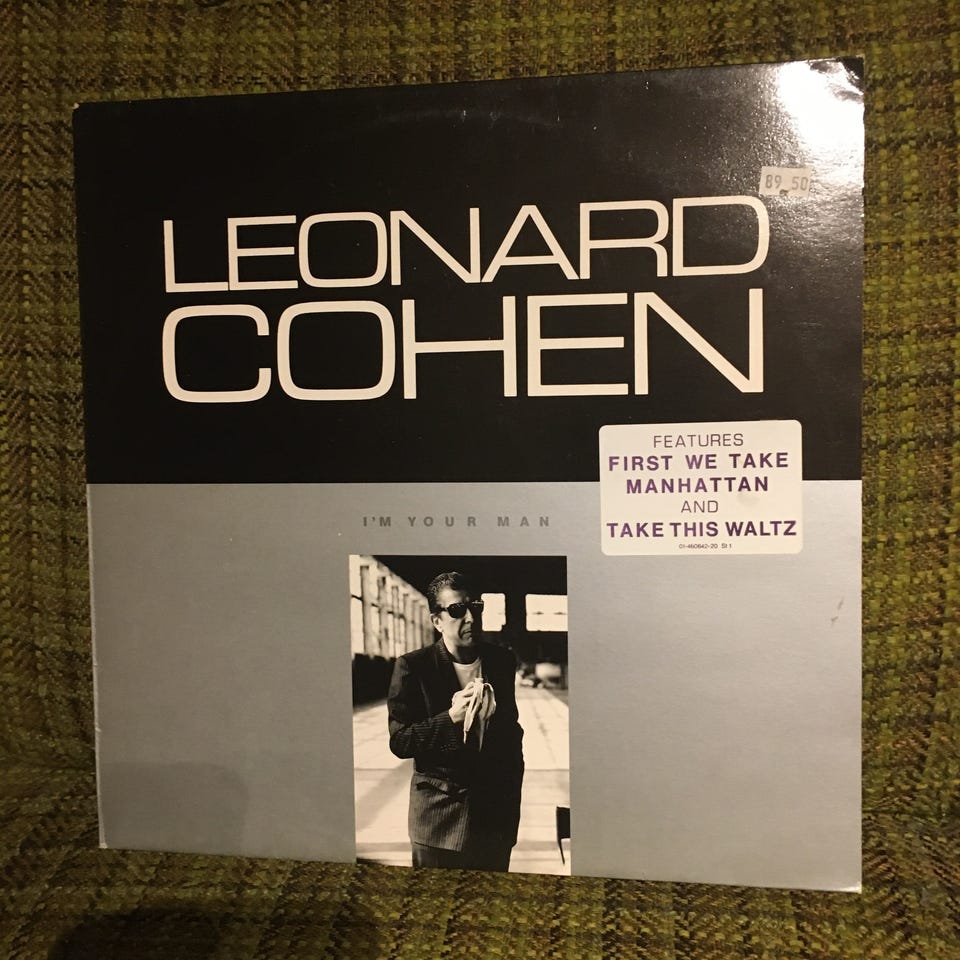 89.50
LEONARD
COHEN
FEATURES
FIRST WE TAKE
MANHATTAN
AND
TAKE THIS WALTZ
01-460642-20 St 1
I'M YOUR MAN